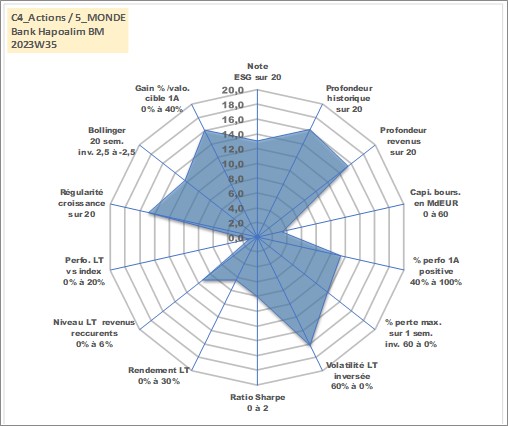 C4_Actions / 5_MONDE
Bank Hapoalim BM
2023W35
Note
ESG sur 20
Profondeur
historique
sur 20
Profondeur
revenus
sur 20
Capi. bours.
en MdEUR
0 à 60
% perfo 1A
positive
40% à 100%
% perte max.
sur 1 sem.
inv. 60 à 0%
Volatilité LT
inversée
60% à 0%
Ratio Sharpe
0 à 2
Rendement LT
0% à 30%
Niveau LT revenus
reccurents
0% à 6%
Perfo. LT
vs index
0% à 20%
Régularité
croissance
sur 20
Bollinger
20 sem.
inv. 2,5 à -2,5
Gain % /valo.
cible 1A
0% à 40%
20,0
18,0
16,0
14,0
12,0
10,0
8,0
6,0
4,0
2,0
0,0